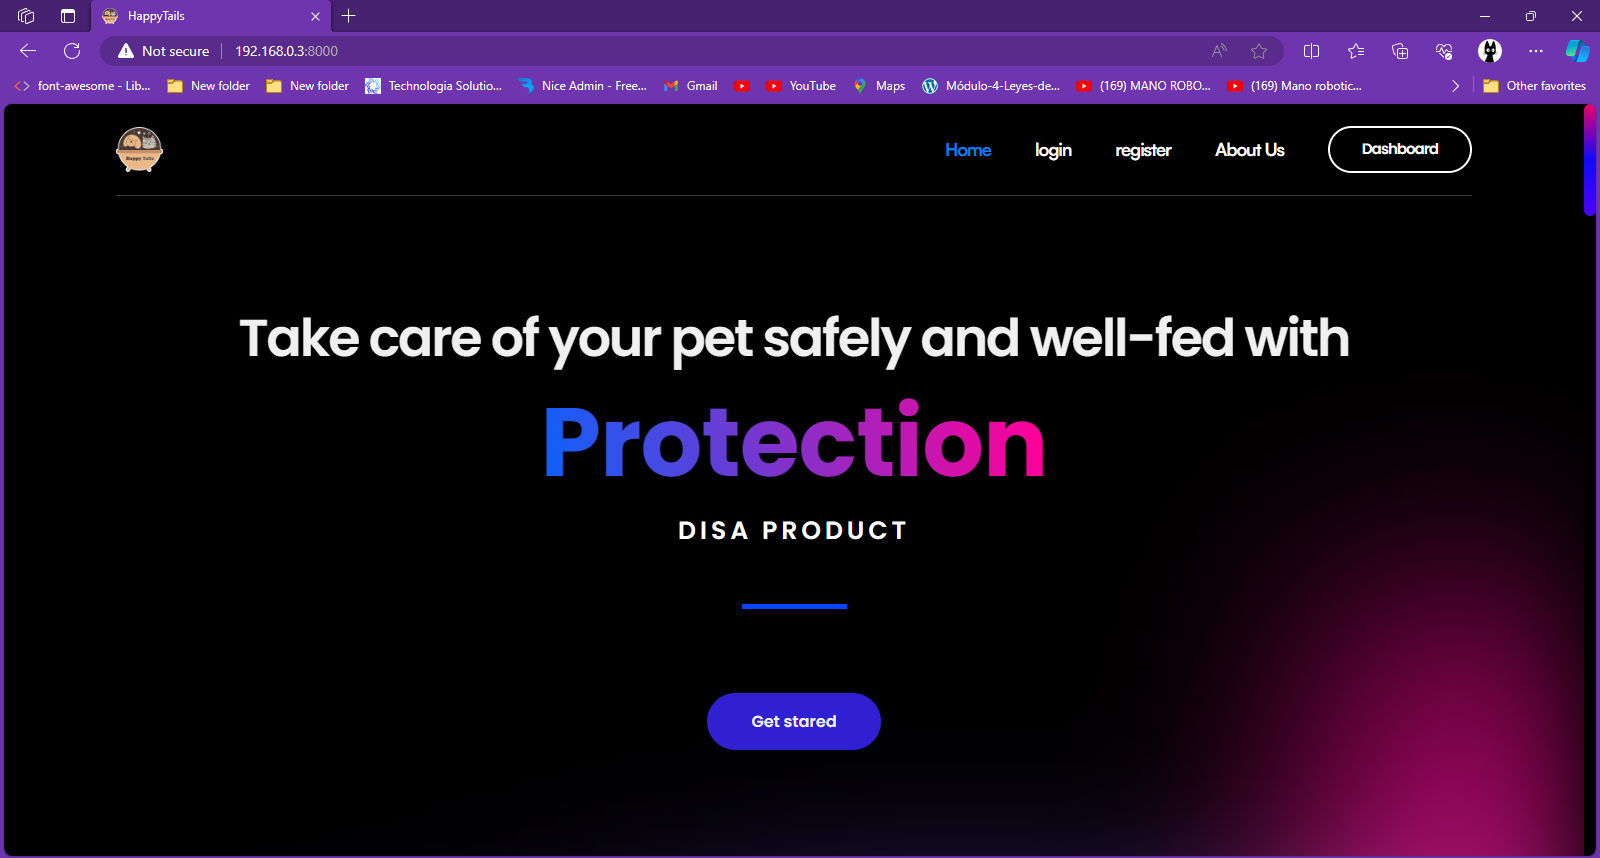 HappyTails
Not secure 192.168.0.3:8000
font-awesome - Lib... New folder New folder Technologia Solutio... Nice Admin - Free... Gmail YouTube Maps Módulo-4-Leyes-de... (169) MANO ROBO... (169) Mano robotic... Other favorites
Happy Tails
Home login register About Us Dashboard
Take care of your pet safely and well-fed with
Protection
DISA PRODUCT
Get stared